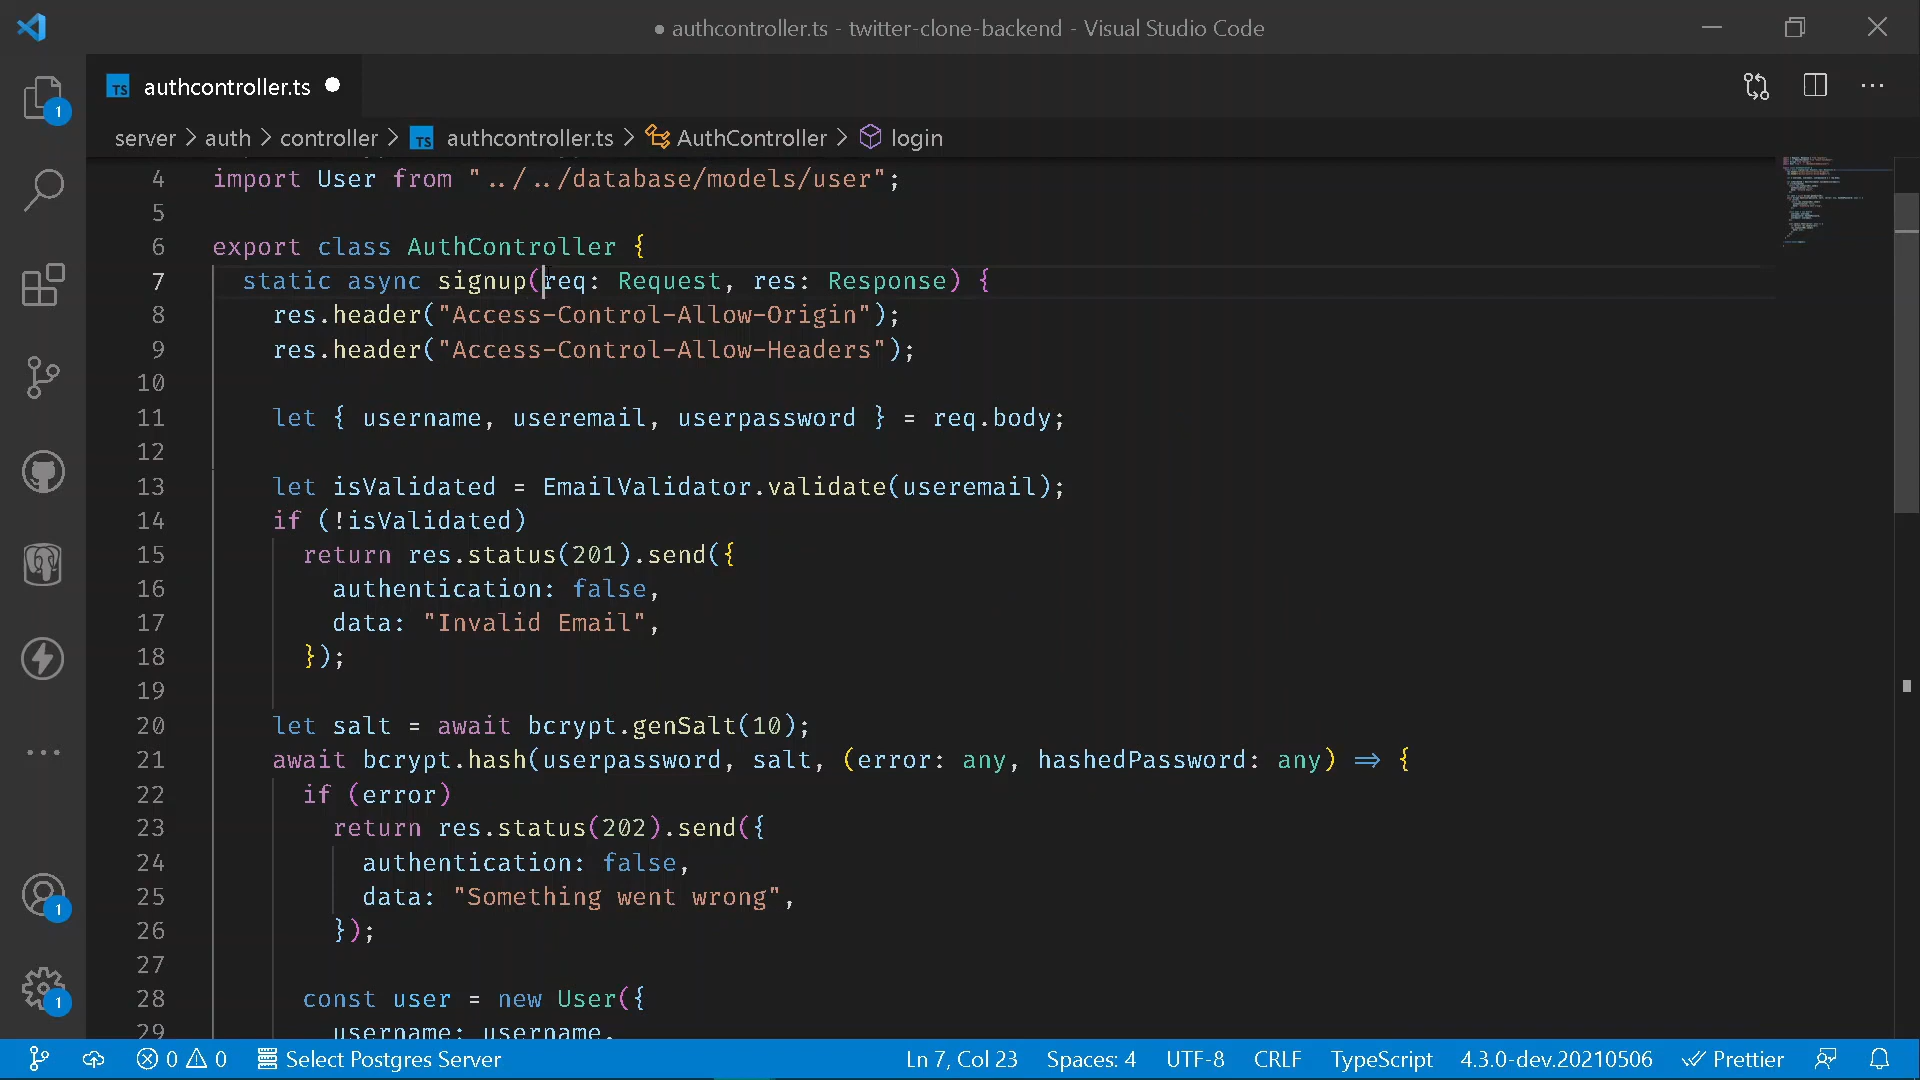 ● authcontroller.ts - twitter-clone-backend - Visual Studio Code
TS authcontroller.ts ●
server > auth > controller > TS authcontroller.ts > AuthController > login
4 import User from "../../database/models/user";
5
6 export class AuthController {
7 static async signup(req: Request, res: Response) {
8 res.header("Access-Control-Allow-Origin");
9 res.header("Access-Control-Allow-Headers");
10
11 let { username, useremail, userpassword } = req.body;
12
13 let isValidated = EmailValidator.validate(useremail);
14 if (!isValidated)
15 return res.status(201).send({
16 authentication: false,
17 data: "Invalid Email",
18 });
19
20 let salt = await bcrypt.genSalt(10);
21 await bcrypt.hash(userpassword, salt, (error: any, hashedPassword: any) => {
22 if (error)
23 return res.status(202).send({
24 authentication: false,
25 data: "Something went wrong",
26 });
27
28 const user = new User({
29 username: username,
1
1
1
0 0 Select Postgres Server Ln 7, Col 23 Spaces: 4 UTF-8 CRLF TypeScript 4.3.0-dev.20210506 Prettier